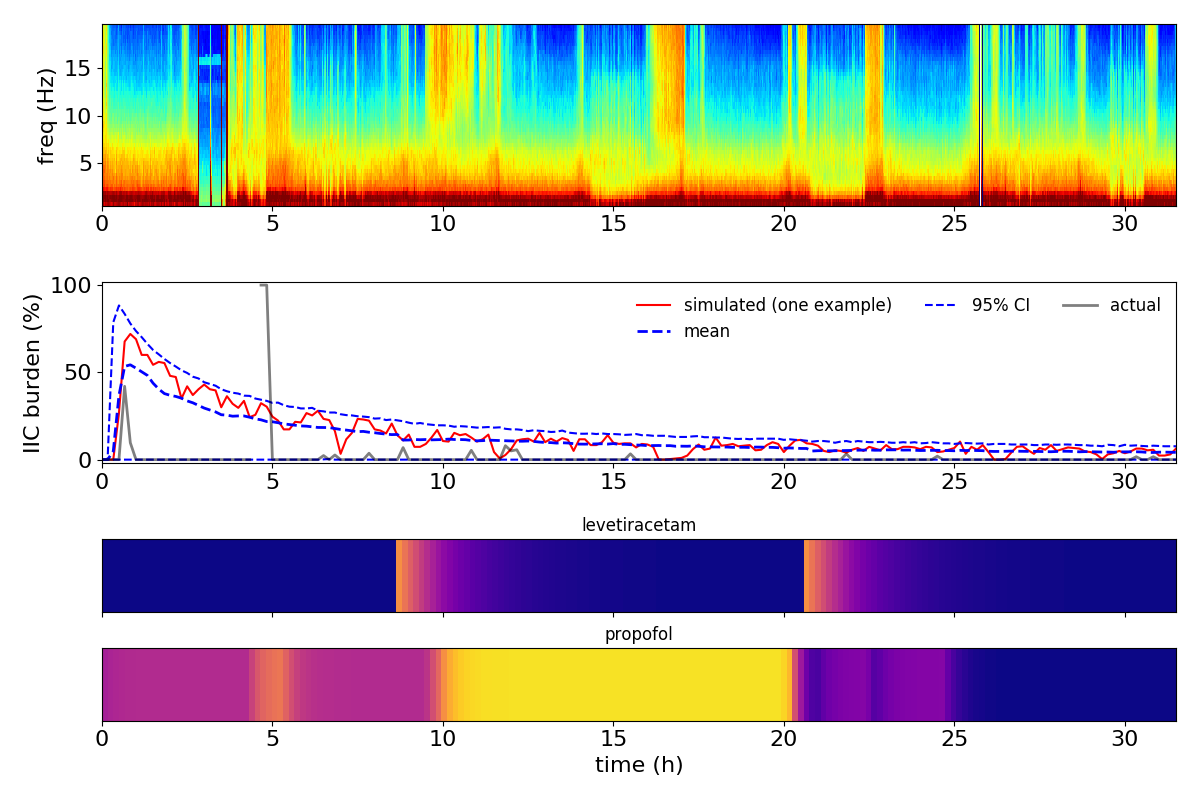 freq (Hz)
15
10
5
0 5 10 15 20 25 30
IIC burden (%)
100
50
0
simulated (one example)
mean
95% CI
actual
0 5 10 15 20 25 30
levetiracetam
propofol
0 5 10 15 20 25 30
time (h)